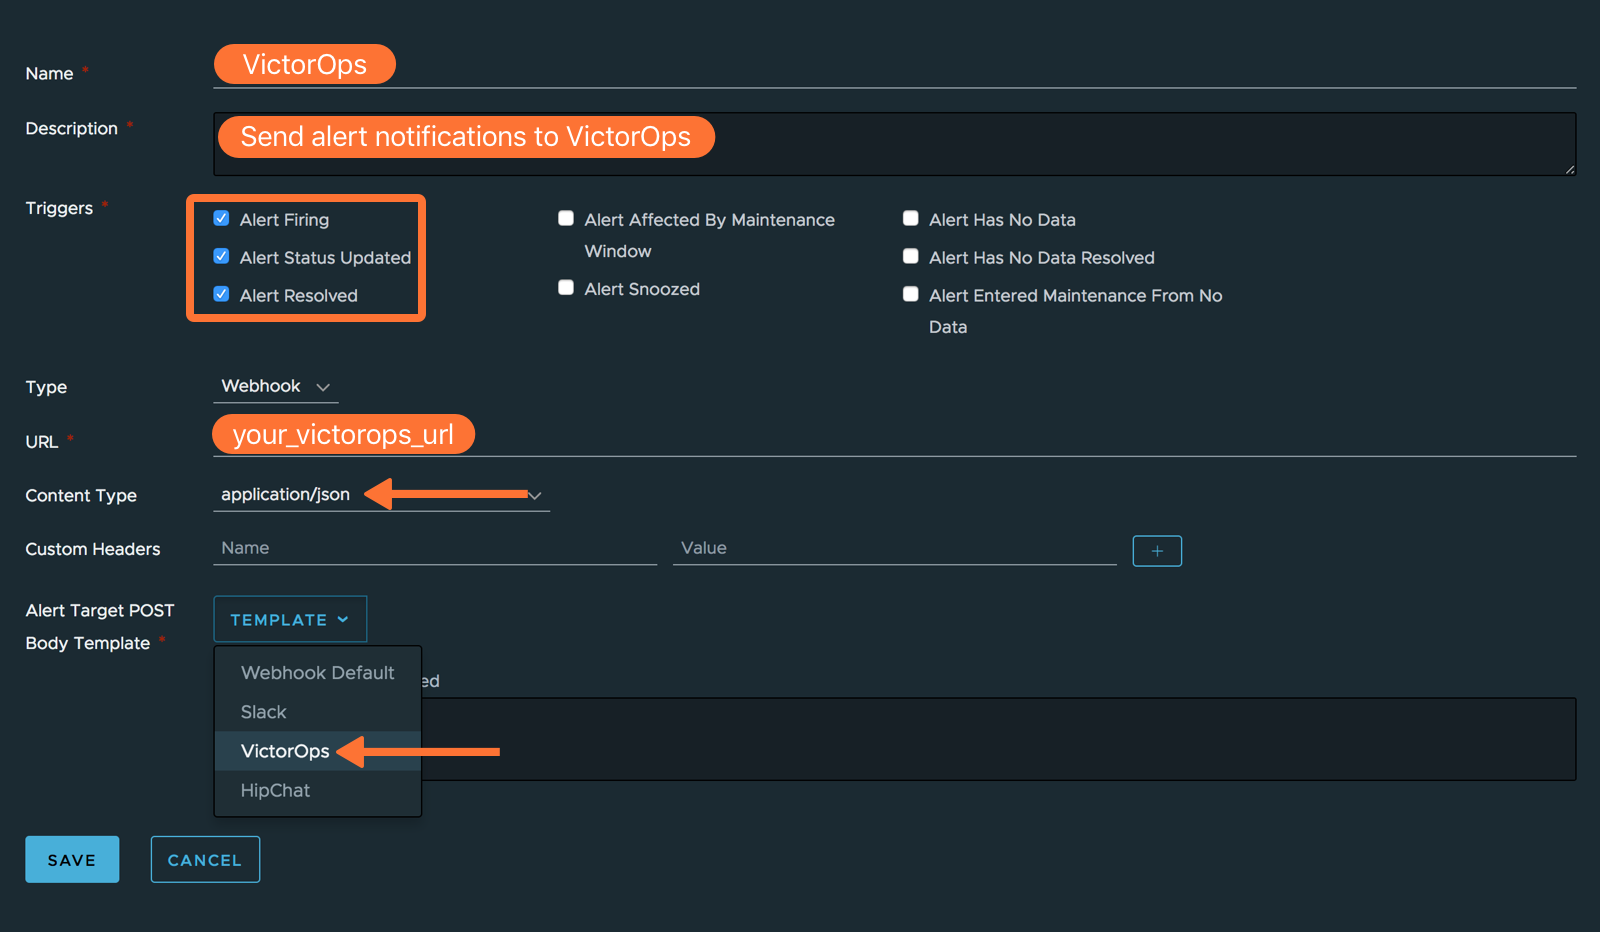 Name *
VictorOps
Description *
Send alert notifications to VictorOps
Triggers *
Alert Firing
Alert Status Updated
Alert Resolved
Alert Affected By Maintenance
Window
Alert Snoozed
Alert Has No Data
Alert Has No Data Resolved
Alert Entered Maintenance From No
Data
Type
Webhook
URL *
your_victorops_url
Content Type
application/json
Custom Headers
Name
Value
+
Alert Target POST
Body Template *
TEMPLATE
Webhook Default
Slack
VictorOps
HipChat
SAVE
CANCEL